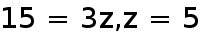 15 = 3z,z = 5